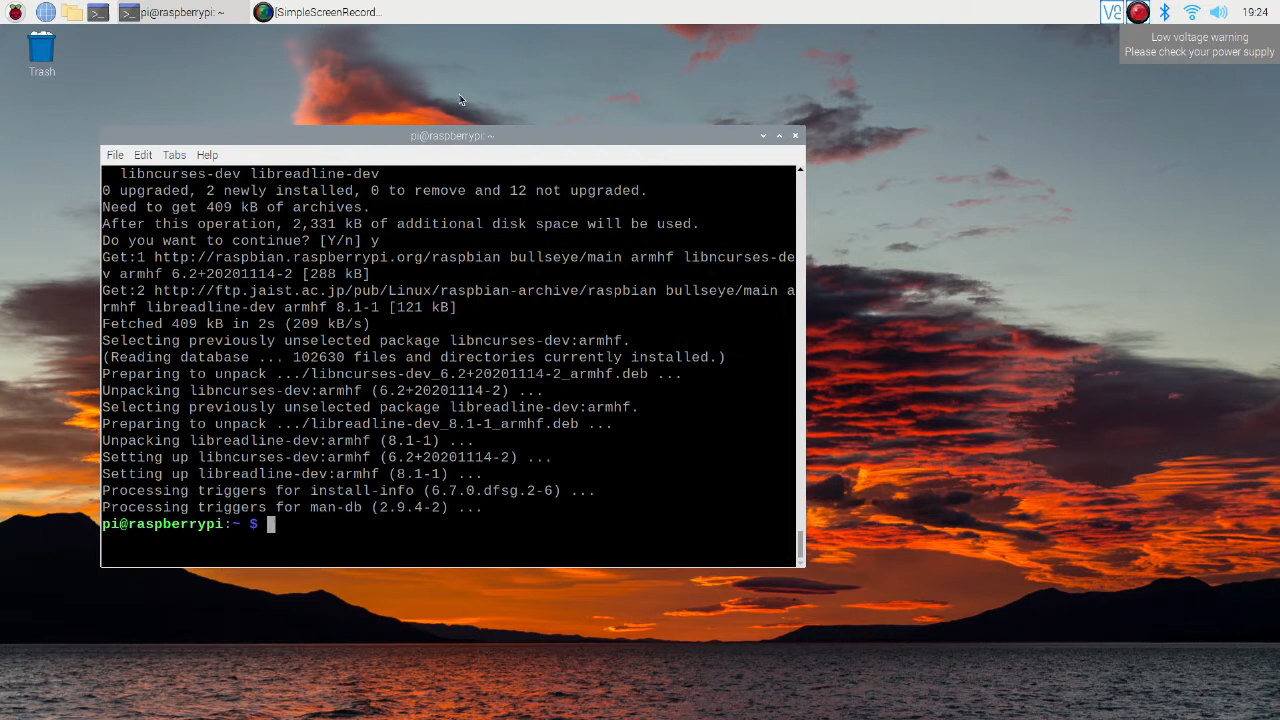 pi@raspberrypi: ~
[SimpleScreenRecord...
V2
19:24
Low voltage warning
Please check your power supply
Trash
pi@raspberrypi: ~
File Edit Tabs Help
libncurses-dev libreadline-dev
0 upgraded, 2 newly installed, 0 to remove and 12 not upgraded.
Need to get 409 kB of archives.
After this operation, 2,331 kB of additional disk space will be used.
Do you want to continue? [Y/n] y
Get:1 http://raspbian.raspberrypi.org/raspbian bullseye/main armhf libncurses-de
v armhf 6.2+20201114-2 [288 kB]
Get:2 http://ftp.jaist.ac.jp/pub/Linux/raspbian-archive/raspbian bullseye/main a
rmhf libreadline-dev armhf 8.1-1 [121 kB]
Fetched 409 kB in 2s (209 kB/s)
Selecting previously unselected package libncurses-dev:armhf.
(Reading database ... 102630 files and directories currently installed.)
Preparing to unpack .../libncurses-dev_6.2+20201114-2_armhf.deb ...
Unpacking libncurses-dev:armhf (6.2+20201114-2) ...
Selecting previously unselected package libreadline-dev:armhf.
Preparing to unpack .../libreadline-dev_8.1-1_armhf.deb ...
Unpacking libreadline-dev:armhf (8.1-1) ...
Setting up libncurses-dev:armhf (6.2+20201114-2) ...
Setting up libreadline-dev:armhf (8.1-1) ...
Processing triggers for install-info (6.7.0.dfsg.2-6) ...
Processing triggers for man-db (2.9.4-2) ...
pi@raspberrypi:~ $